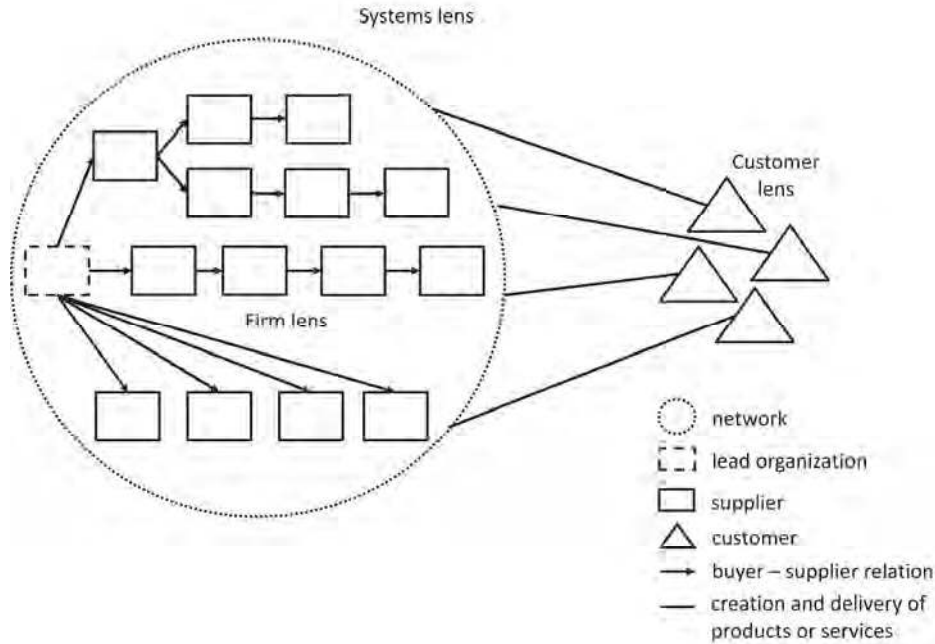 Systems lens
Customer
lens
Firm lens
network
lead organization
supplier
customer
buyer – supplier relation
creation and delivery of
products or services